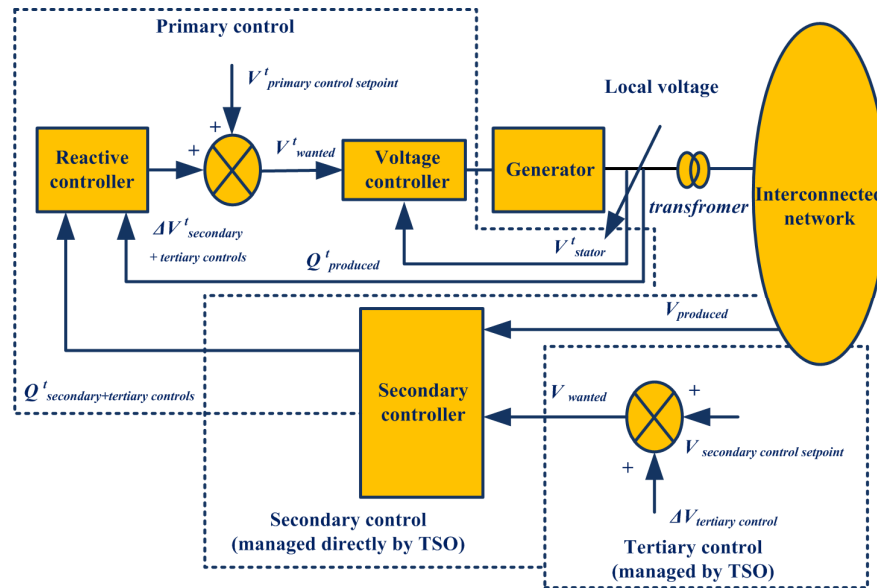 Primary control
V^t primary control setpoint
Local voltage
+
+
Reactive
controller
V^t wanted
Voltage
controller
Generator
transfromer
Interconnected
network
ΔV^t secondary
+ tertiary controls
Q^t produced
V^t stator
V produced
Q^t secondary+tertiary controls
Secondary
controller
V wanted
+
V secondary control setpoint
+
ΔV tertiary control
Secondary control
(managed directly by TSO)
Tertiary control
(managed by TSO)